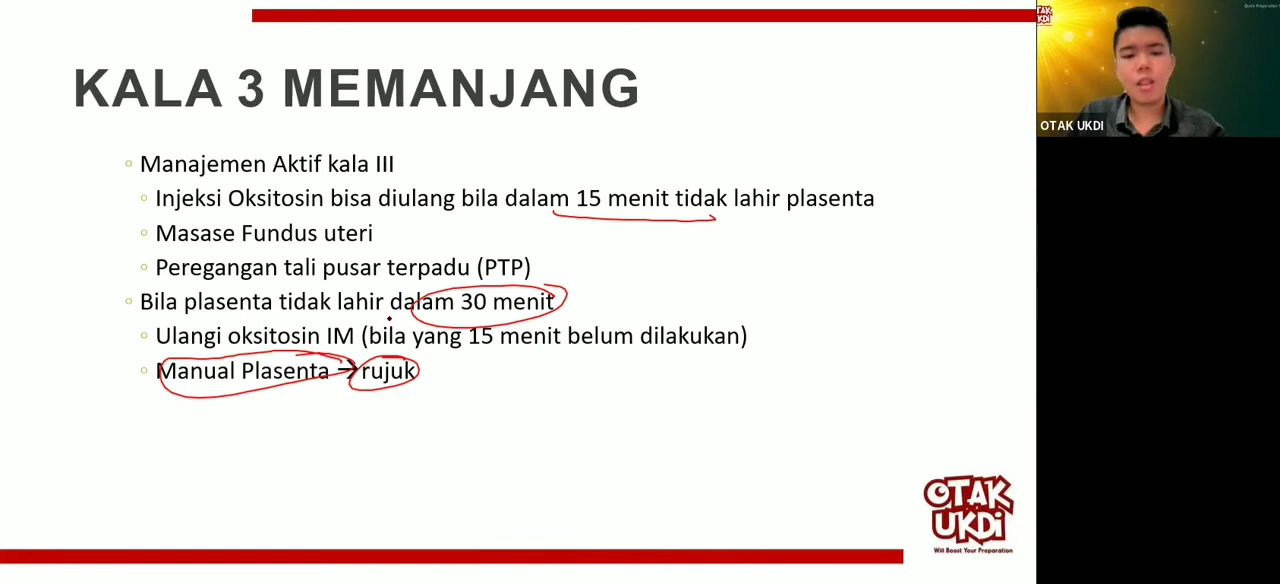 KALA 3 MEMANJANG
Manajemen Aktif kala III
Injeksi Oksitosin bisa diulang bila dalam 15 menit tidak lahir plasenta
Masase Fundus uteri
Peregangan tali pusar terpadu (PTP)
Bila plasenta tidak lahir dalam 30 menit
Ulangi oksitosin IM (bila yang 15 menit belum dilakukan)
Manual Plasenta → rujuk
OTAK UKDI
OTAK
UKDi
Will Boost Your Preparation